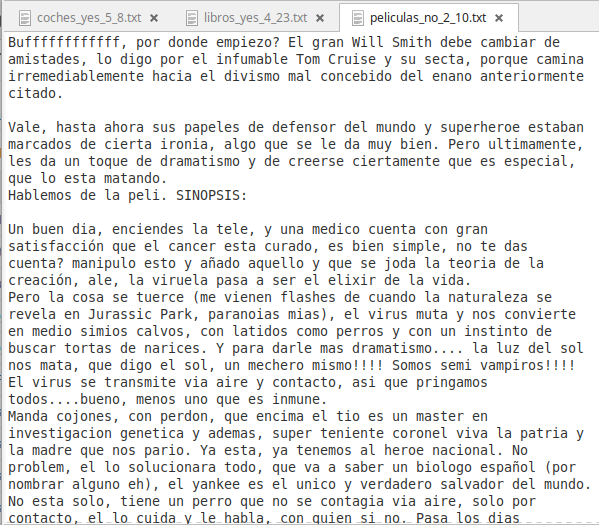 coches_yes_5_8.txt × libros_yes_4_23.txt × peliculas_no_2_10.txt ×
Buffffffffffff, por donde empiezo? El gran Will Smith debe cambiar de
amistades, lo digo por el infumable Tom Cruise y su secta, porque camina
irremediablemente hacia el divismo mal concebido del enano anteriormente
citado.
Vale, hasta ahora sus papeles de defensor del mundo y superheroe estaban
marcados de cierta ironia, algo que se le da muy bien. Pero ultimamente,
les da un toque de dramatismo y de creerse ciertamente que es especial,
que lo esta matando.
Hablemos de la peli. SINOPSIS:
Un buen dia, enciendes la tele, y una medico cuenta con gran
satisfacción que el cancer esta curado, es bien simple, no te das
cuenta? manipulo esto y añado aquello y que se joda la teoria de la
creación, ale, la viruela pasa a ser el elixir de la vida.
Pero la cosa se tuerce (me vienen flashes de cuando la naturaleza se
revela en Jurassic Park, paranoias mias), el virus muta y nos convierte
en medio simios calvos, con latidos como perros y con un instinto de
buscar tortas de narices. Y para darle mas dramatismo.... la luz del sol
nos mata, que digo el sol, un mechero mismo!!!! Somos semi vampiros!!!!
El virus se transmite via aire y contacto, asi que pringamos
todos....bueno, menos uno que es inmune.
Manda cojones, con perdon, que encima el tio es un master en
investigacion genetica y ademas, super teniente coronel viva la patria y
la madre que nos pario. Ya esta, ya tenemos al heroe nacional. No
problem, el lo solucionara todo, que va a saber un biologo español (por
nombrar alguno eh), el yankee es el unico y verdadero salvador del mundo.
No esta solo, tiene un perro que no se contagia via aire, solo por
contacto, el lo cuida y le habla, con quien si no. Pasa los dias